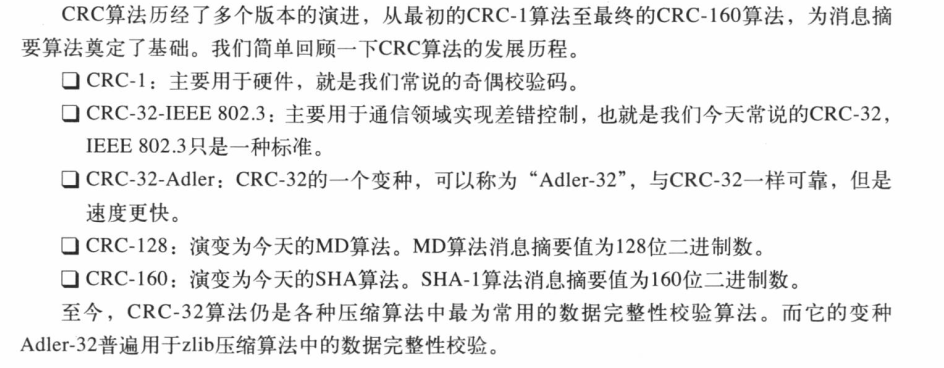 CRC算法历经了多个版本的演进，从最初的CRC-1算法至最终的CRC-160算法，为消息摘
要算法奠定了基础。我们简单回顾一下CRC算法的发展历程。
❑ CRC-1：主要用于硬件，就是我们常说的奇偶校验码。
❑ CRC-32-IEEE 802.3：主要用于通信领域实现差错控制，也就是我们今天常说的CRC-32，
IEEE 802.3只是一种标准。
❑ CRC-32-Adler：CRC-32的一个变种，可以称为“Adler-32”，与CRC-32一样可靠，但是
速度更快。
❑ CRC-128：演变为今天的MD算法。MD算法消息摘要值为128位二进制数。
❑ CRC-160：演变为今天的SHA算法。SHA-1算法消息摘要值为160位二进制数。
至今，CRC-32算法仍是各种压缩算法中最为常用的数据完整性校验算法。而它的变种
Adler-32普遍用于zlib压缩算法中的数据完整性校验。